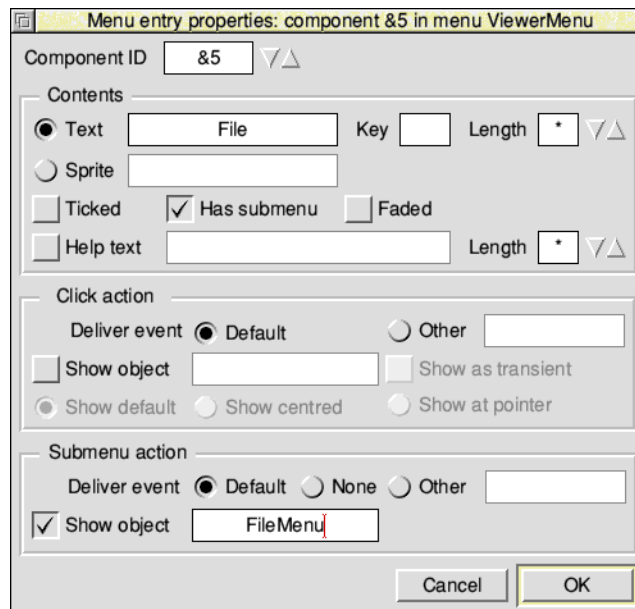 Menu entry properties: component &5 in menu ViewerMenu
Component ID &5
Contents
Text File Key Length *
Sprite
Ticked Has submenu Faded
Help text Length *
Click action
Deliver event Default Other
Show object Show as transient
Show default Show centred Show at pointer
Submenu action
Deliver event Default None Other
Show object FileMenu
Cancel OK